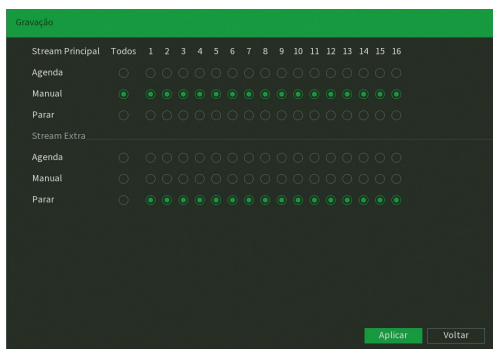 Gravação
Stream Principal Todos 1 2 3 4 5 6 7 8 9 10 11 12 13 14 15 16
Agenda
Manual
Parar
Stream Extra
Agenda
Manual
Parar
Aplicar Voltar